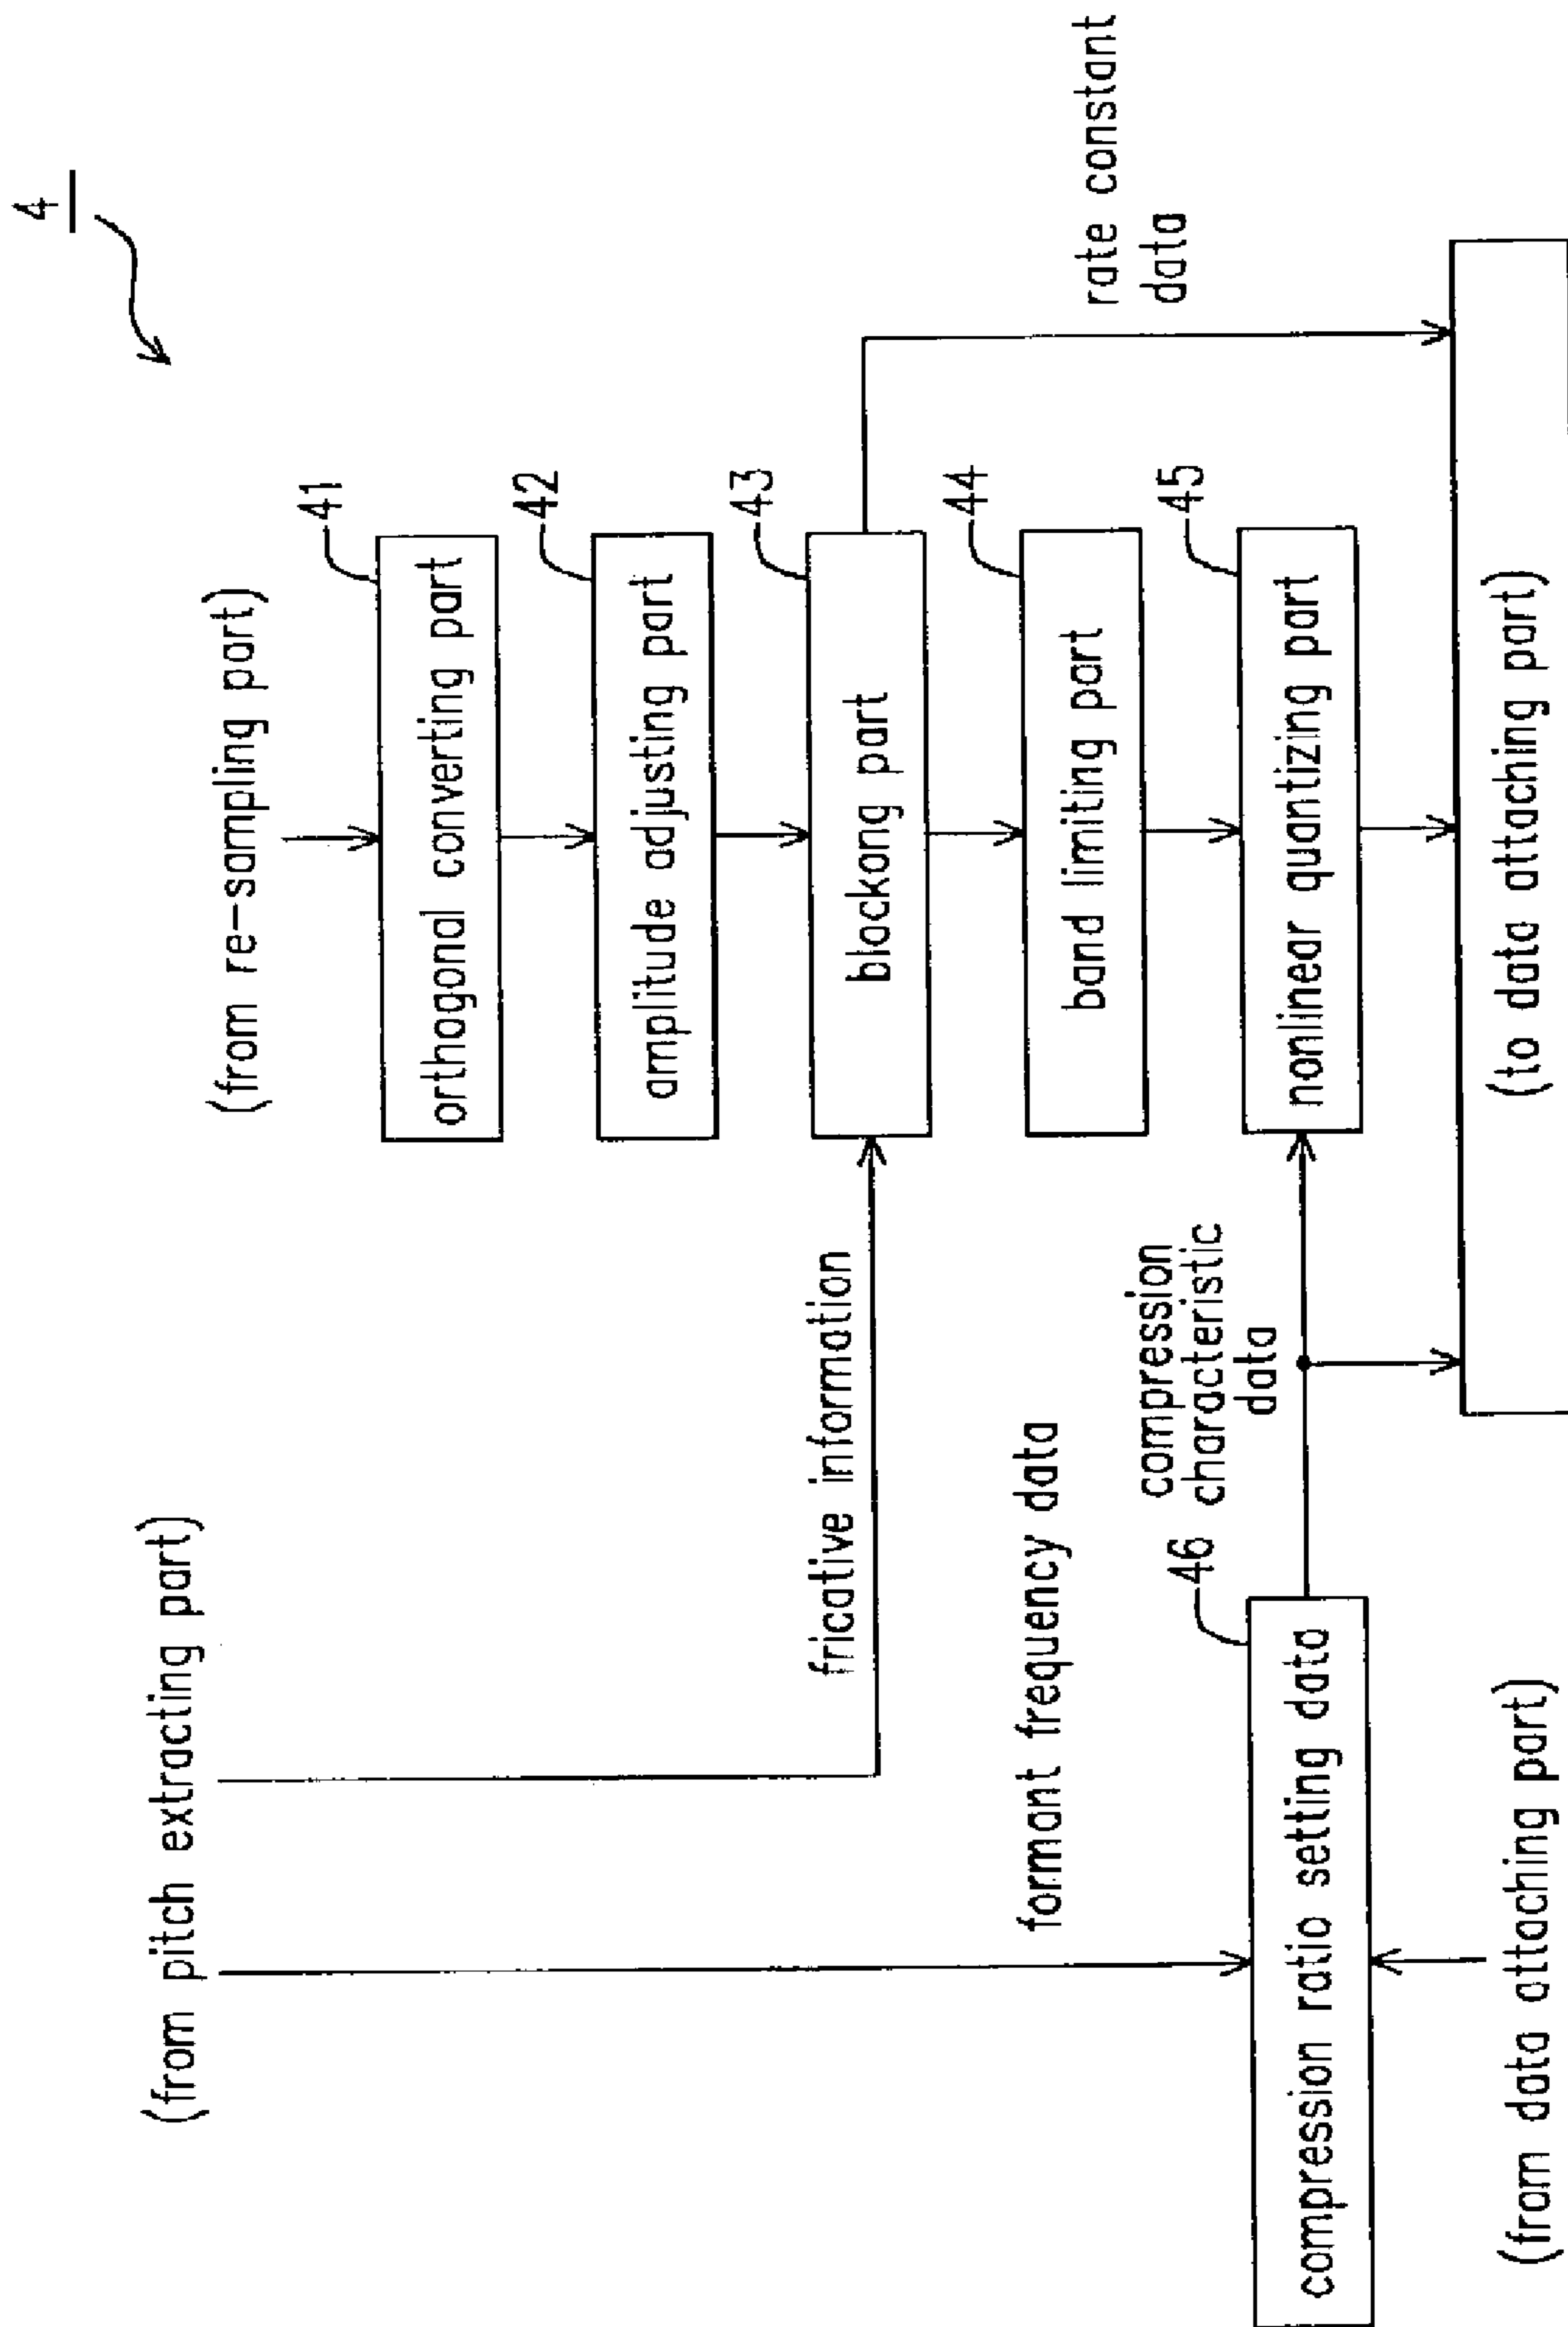 4
(from pitch extracting part)
(from re-sampling part)
41
orthogonal converting part
42
amplitude adjusting part
fricative information
43
blockong part
rate constant
data
formant frequency data
44
band limiting part
compression
characteristic
data
46
compression ratio setting data
45
nonlinear quantizing part
(from data attaching part)
(to data attaching part)